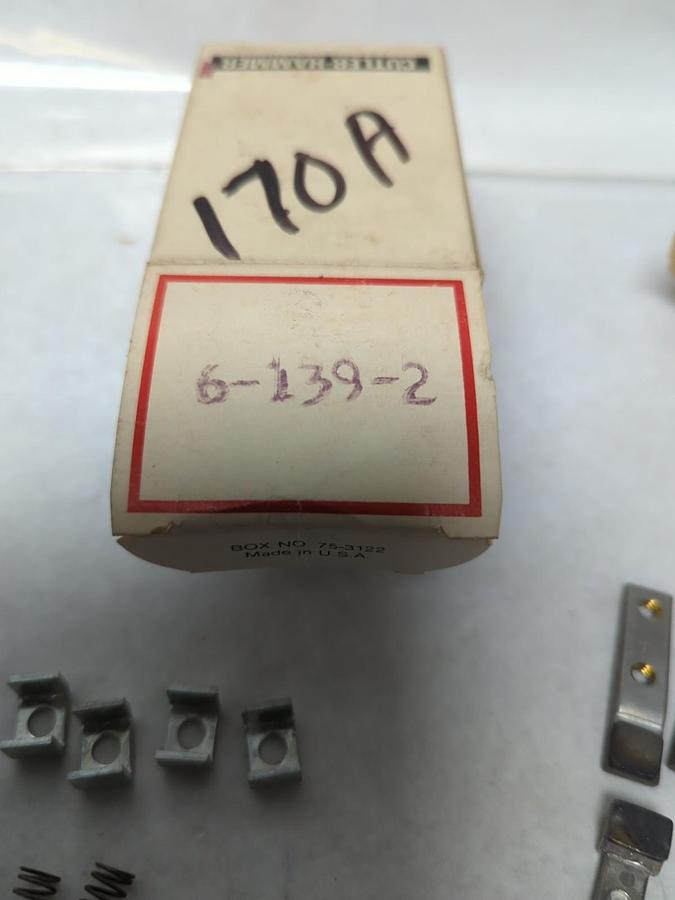 CUTLER-HAMMER
170A
6-139-2
BOX NO. 75-3122
Made in U.S.A.